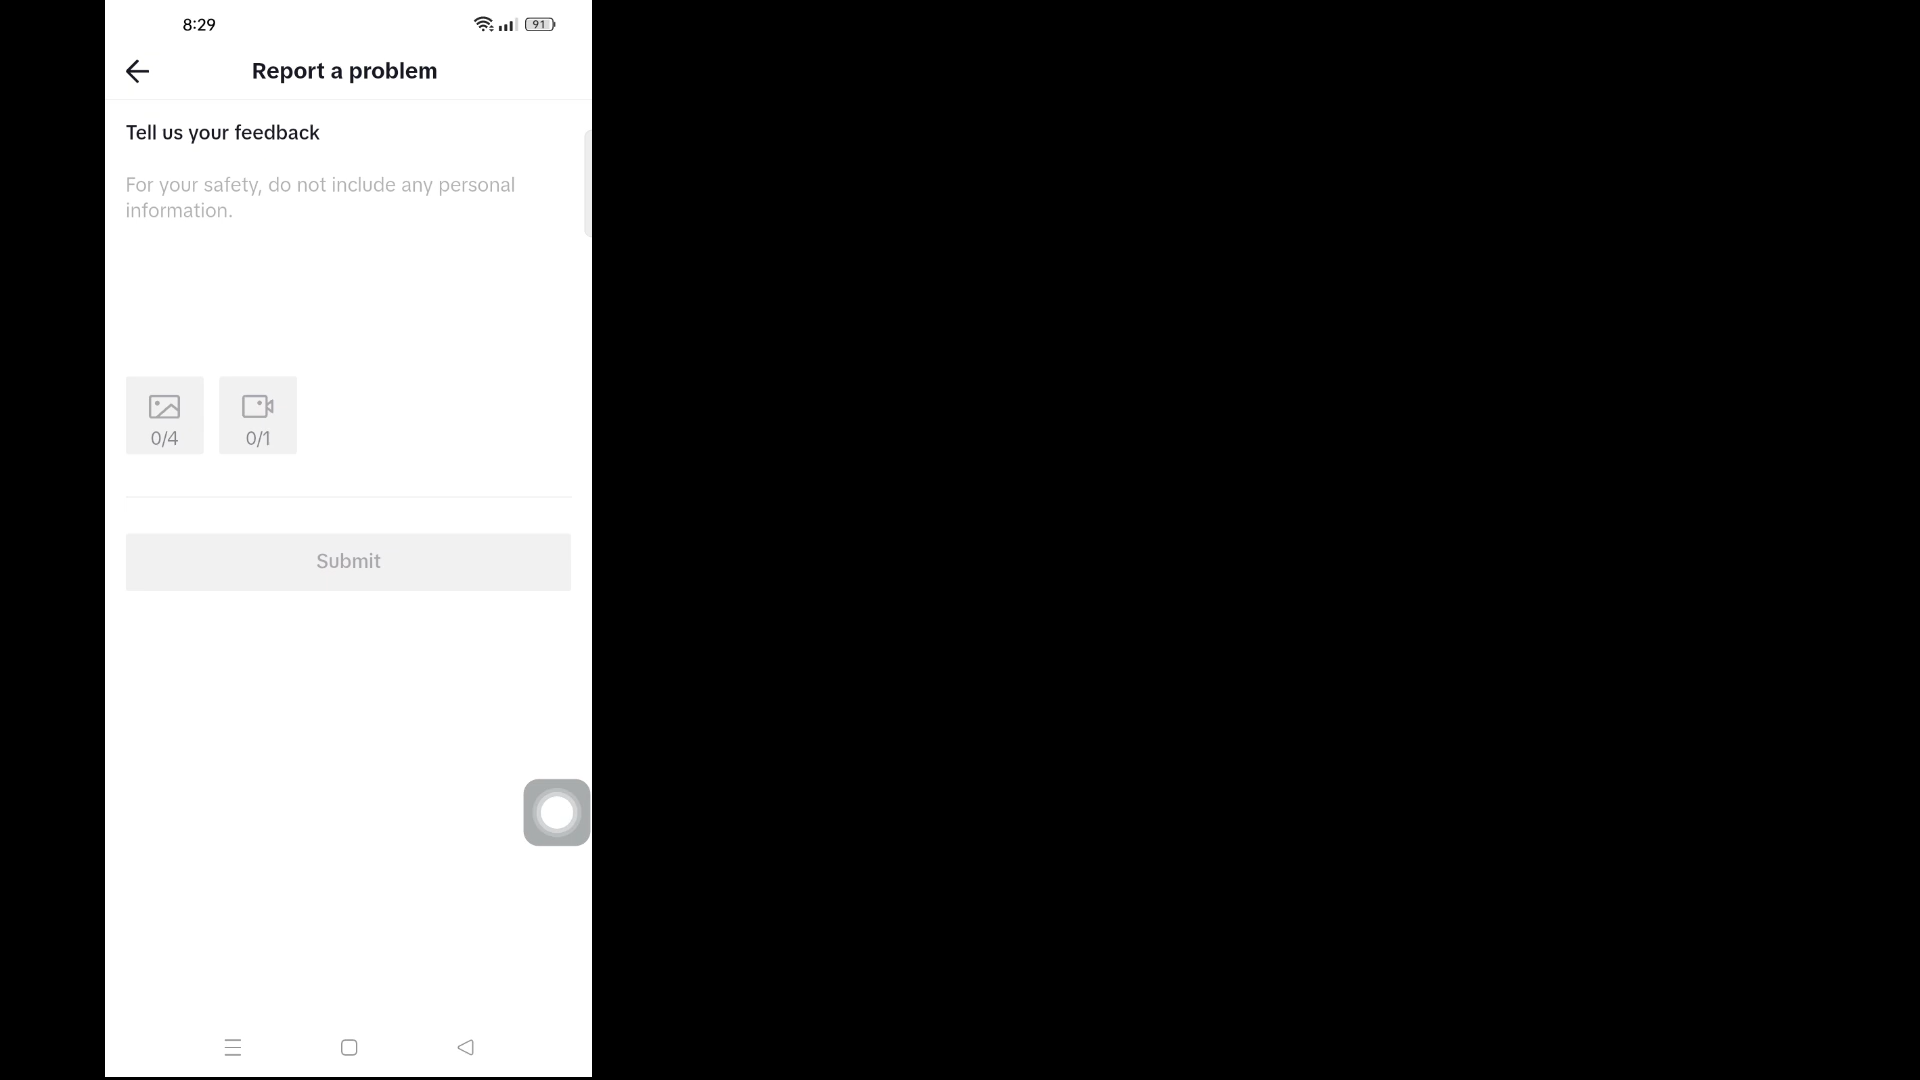 8:29
91
Report a problem
Tell us your feedback
For your safety, do not include any personal
information.
0/4
0/1
Submit